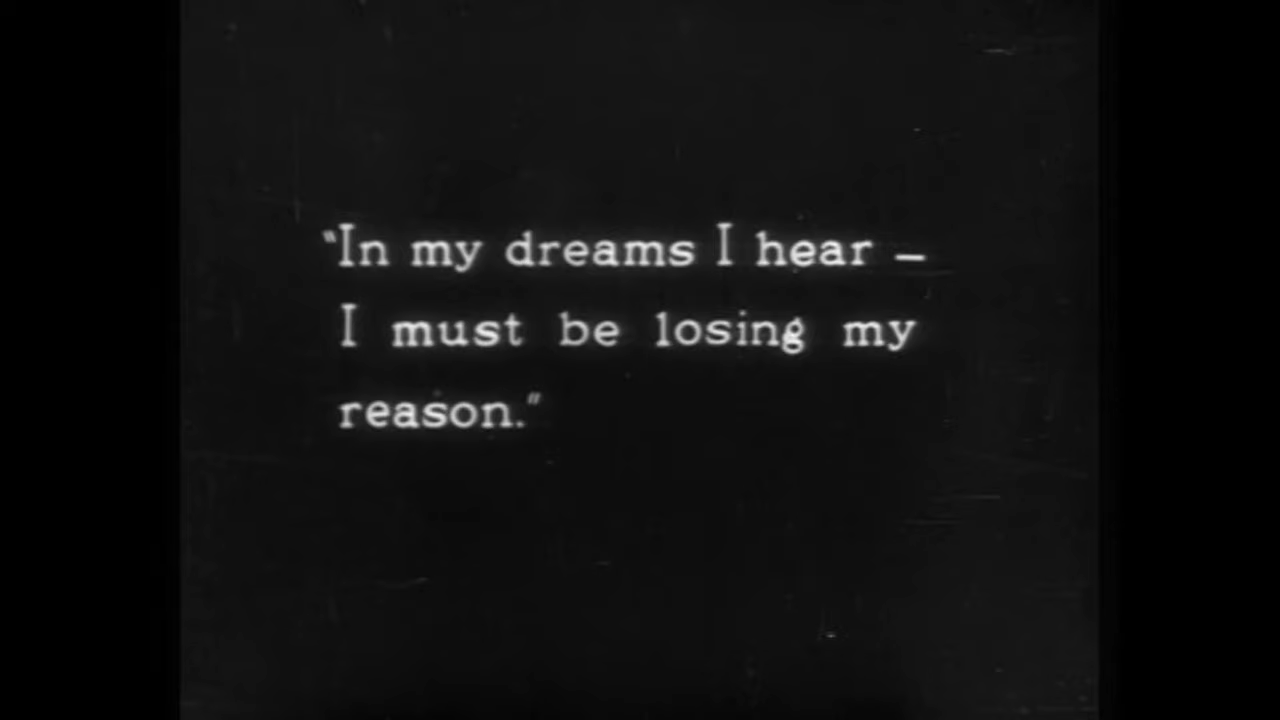 "In my dreams I hear –
I must be losing my
reason."